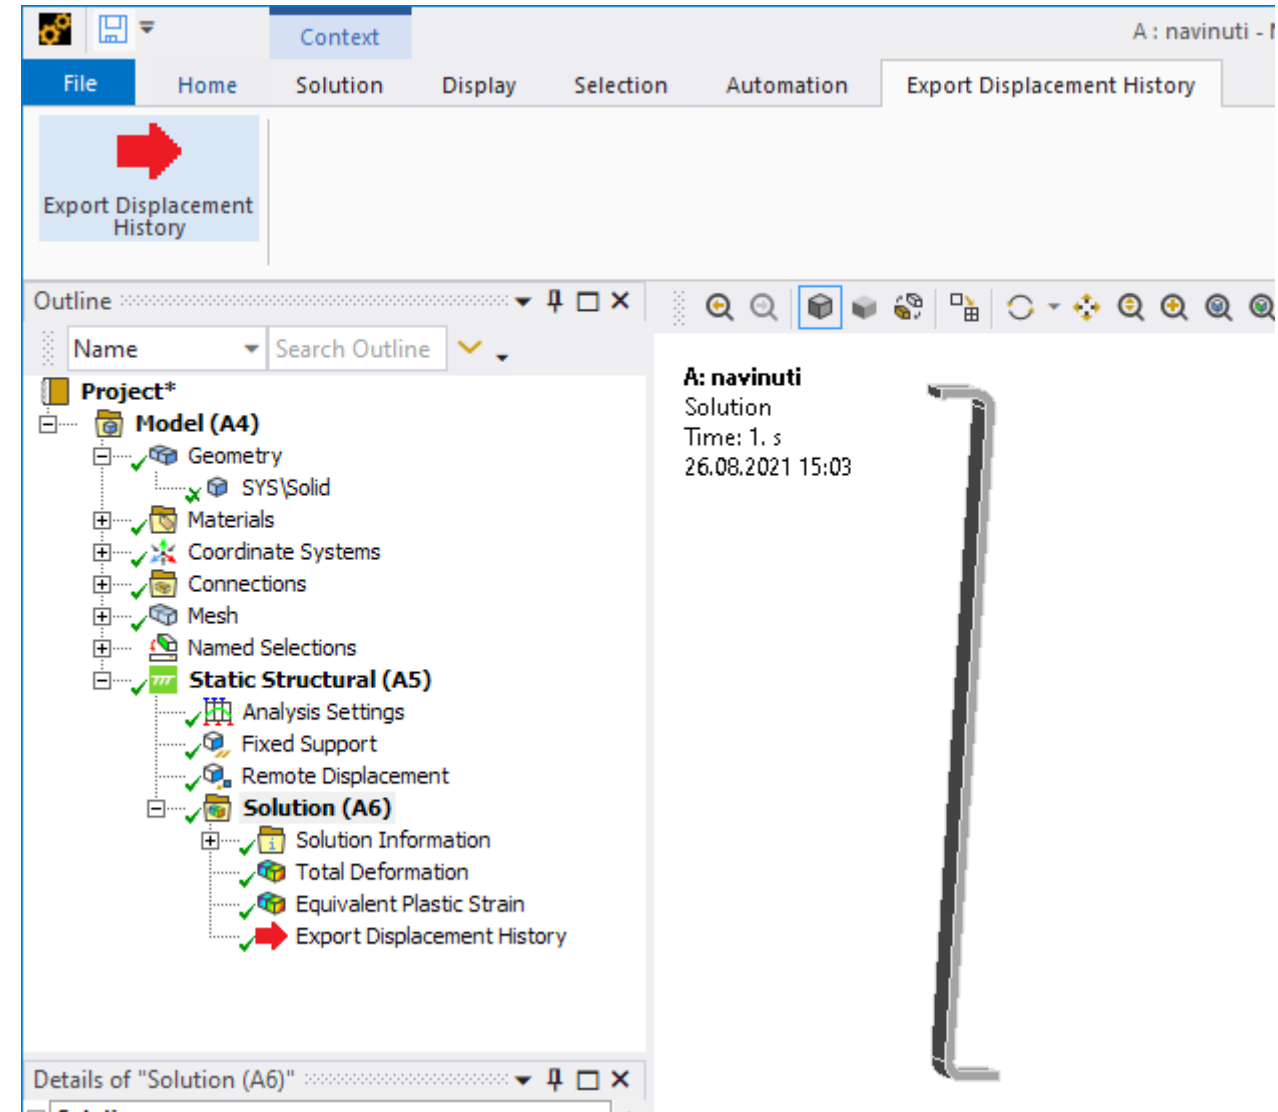 Context
A : navinuti - M
File
Home
Solution
Display
Selection
Automation
Export Displacement History
Export Displacement
History
Outline
Name
Search Outline
Project*
Model (A4)
Geometry
SYS\Solid
Materials
Coordinate Systems
Connections
Mesh
Named Selections
Static Structural (A5)
Analysis Settings
Fixed Support
Remote Displacement
Solution (A6)
Solution Information
Total Deformation
Equivalent Plastic Strain
Export Displacement History
A: navinuti
Solution
Time: 1. s
26.08.2021 15:03
Details of "Solution (A6)"